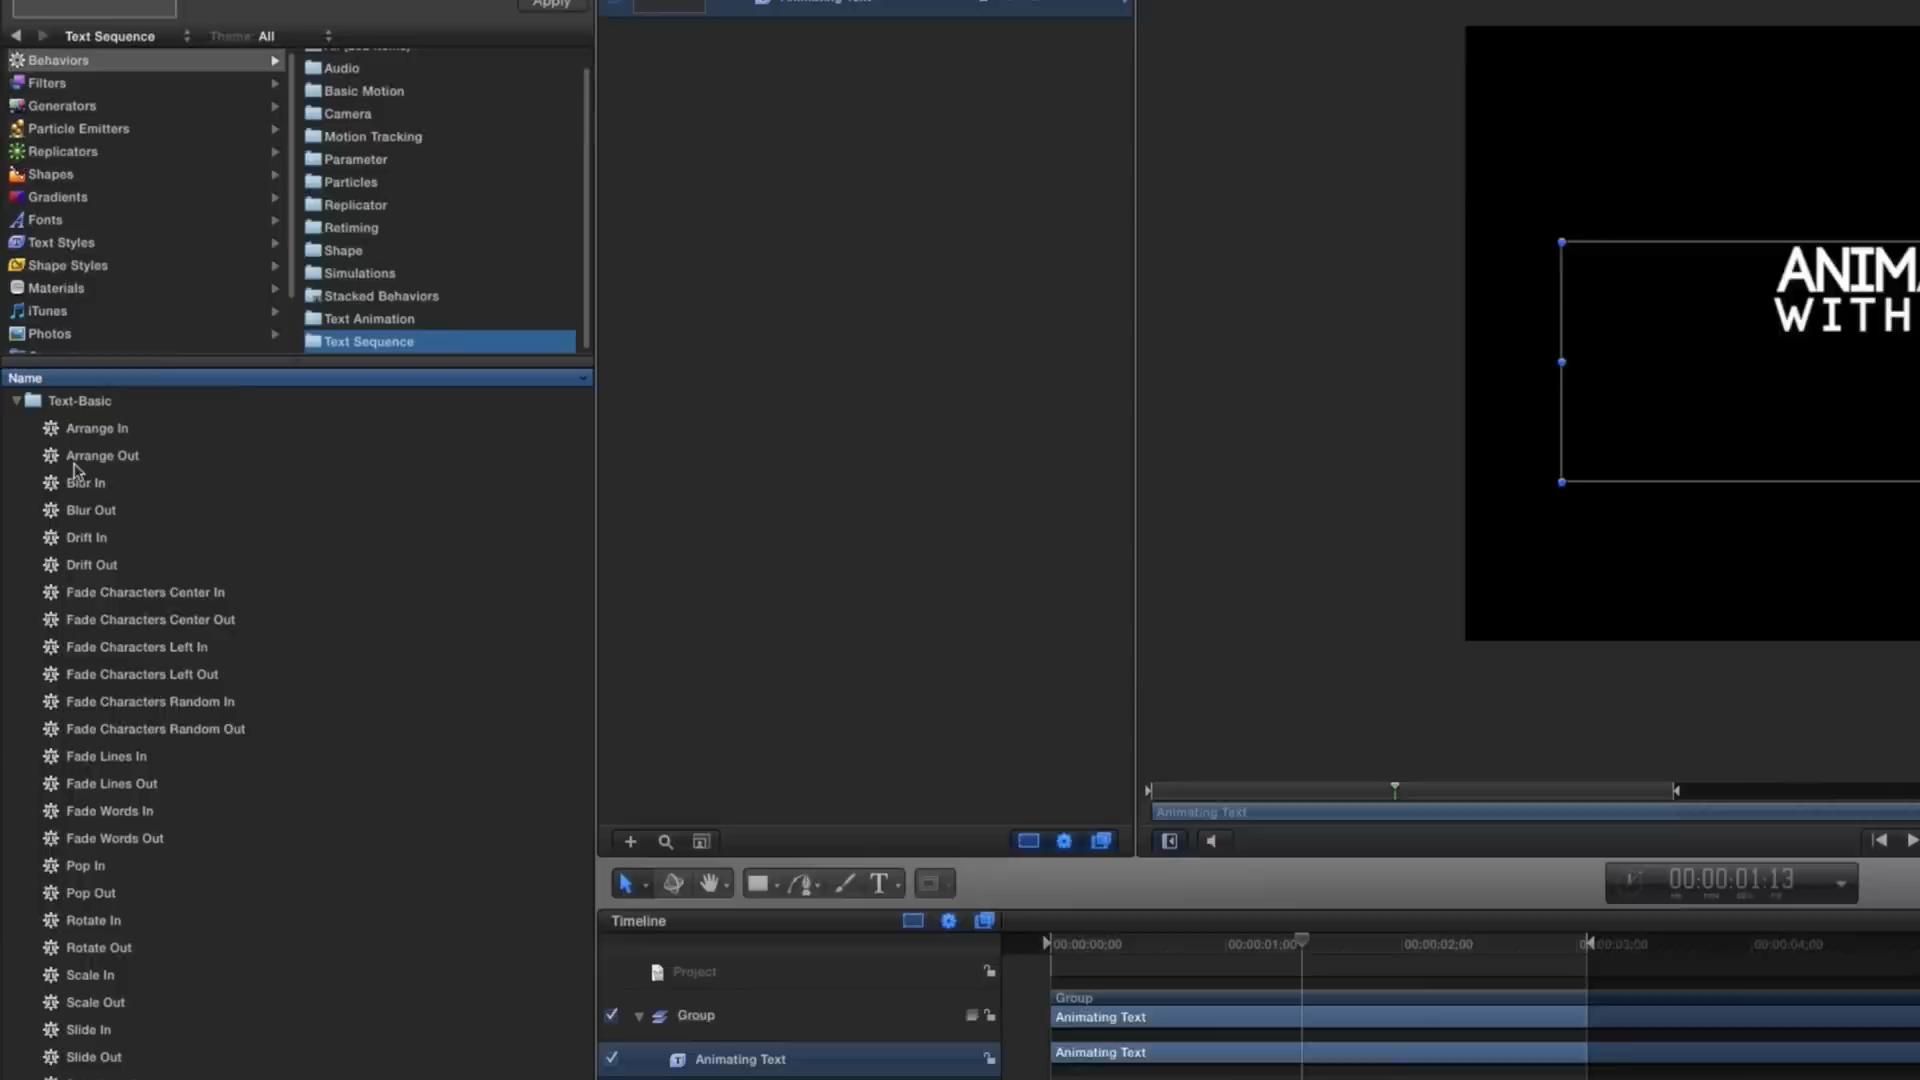 Apply
Text Sequence
Theme: All
Behaviors
Filters
Generators
Particle Emitters
Replicators
Shapes
Gradients
Fonts
Text Styles
Shape Styles
Materials
iTunes
Photos
Audio
Basic Motion
Camera
Motion Tracking
Parameter
Particles
Replicator
Retiming
Shape
Simulations
Stacked Behaviors
Text Animation
Text Sequence
Name
Text-Basic
Arrange In
Arrange Out
Blur In
Blur Out
Drift In
Drift Out
Fade Characters Center In
Fade Characters Center Out
Fade Characters Left In
Fade Characters Left Out
Fade Characters Random In
Fade Characters Random Out
Fade Lines In
Fade Lines Out
Fade Words In
Fade Words Out
Pop In
Pop Out
Rotate In
Rotate Out
Scale In
Scale Out
Slide In
Slide Out
Animating Text
ANIMA
WITH
Animating Text
T
00:00:01:13
Timeline
00:00:00;00
00:00:01;00
00:00:02;00
00:00:03;00
00:00:04;00
Project
Group
Group
Animating Text
Animating Text
Animating Text